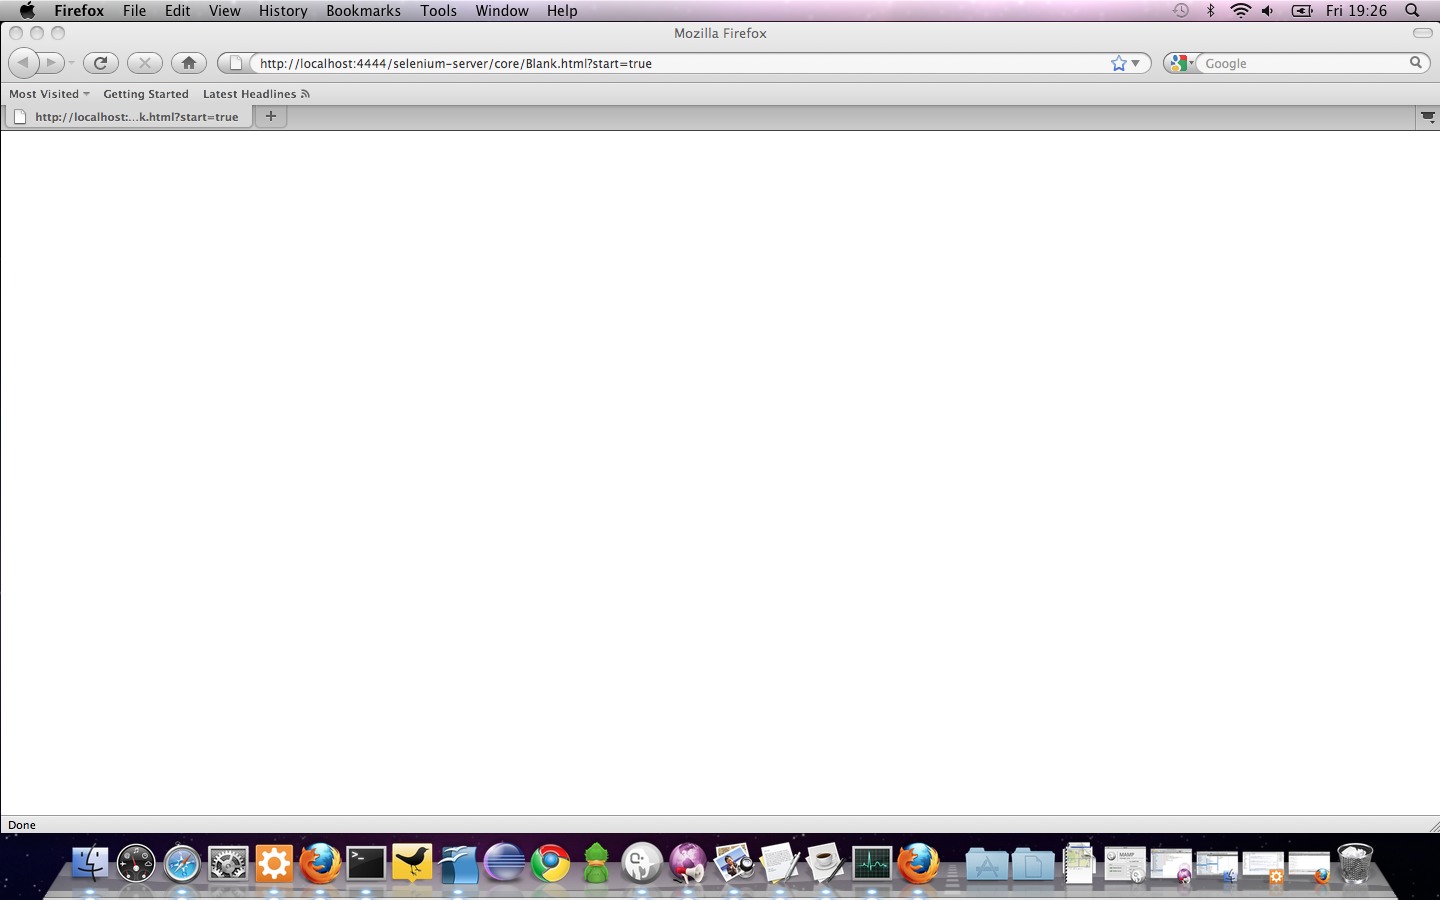 Firefox File Edit View History Bookmarks Tools Window Help Fri 19:26
Mozilla Firefox
http://localhost:4444/selenium-server/core/Blank.html?start=true Google
Most Visited Getting Started Latest Headlines
http://localhost:...k.html?start=true
Done